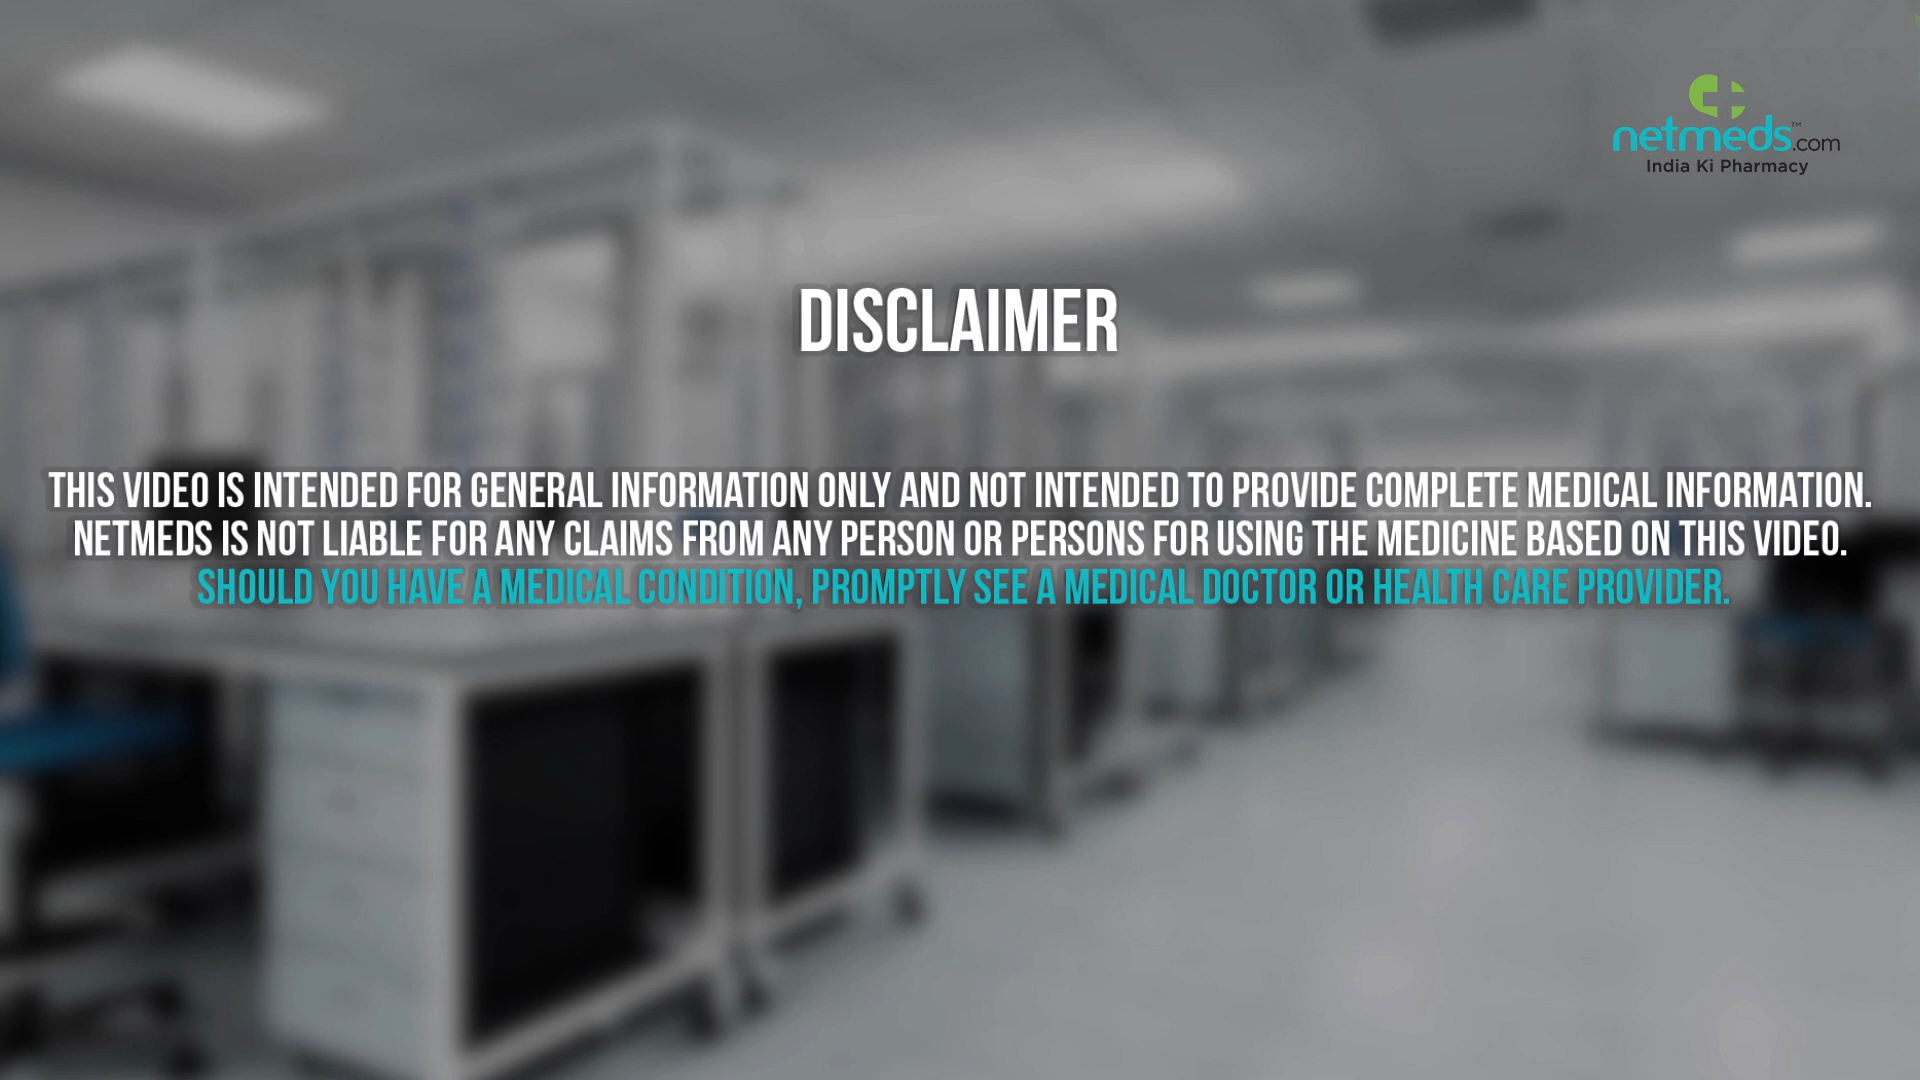 netmeds™.com
India Ki Pharmacy
DISCLAIMER
THIS VIDEO IS INTENDED FOR GENERAL INFORMATION ONLY AND NOT INTENDED TO PROVIDE COMPLETE MEDICAL INFORMATION.
NETMEDS IS NOT LIABLE FOR ANY CLAIMS FROM ANY PERSON OR PERSONS FOR USING THE MEDICINE BASED ON THIS VIDEO.
SHOULD YOU HAVE A MEDICAL CONDITION, PROMPTLY SEE A MEDICAL DOCTOR OR HEALTH CARE PROVIDER.